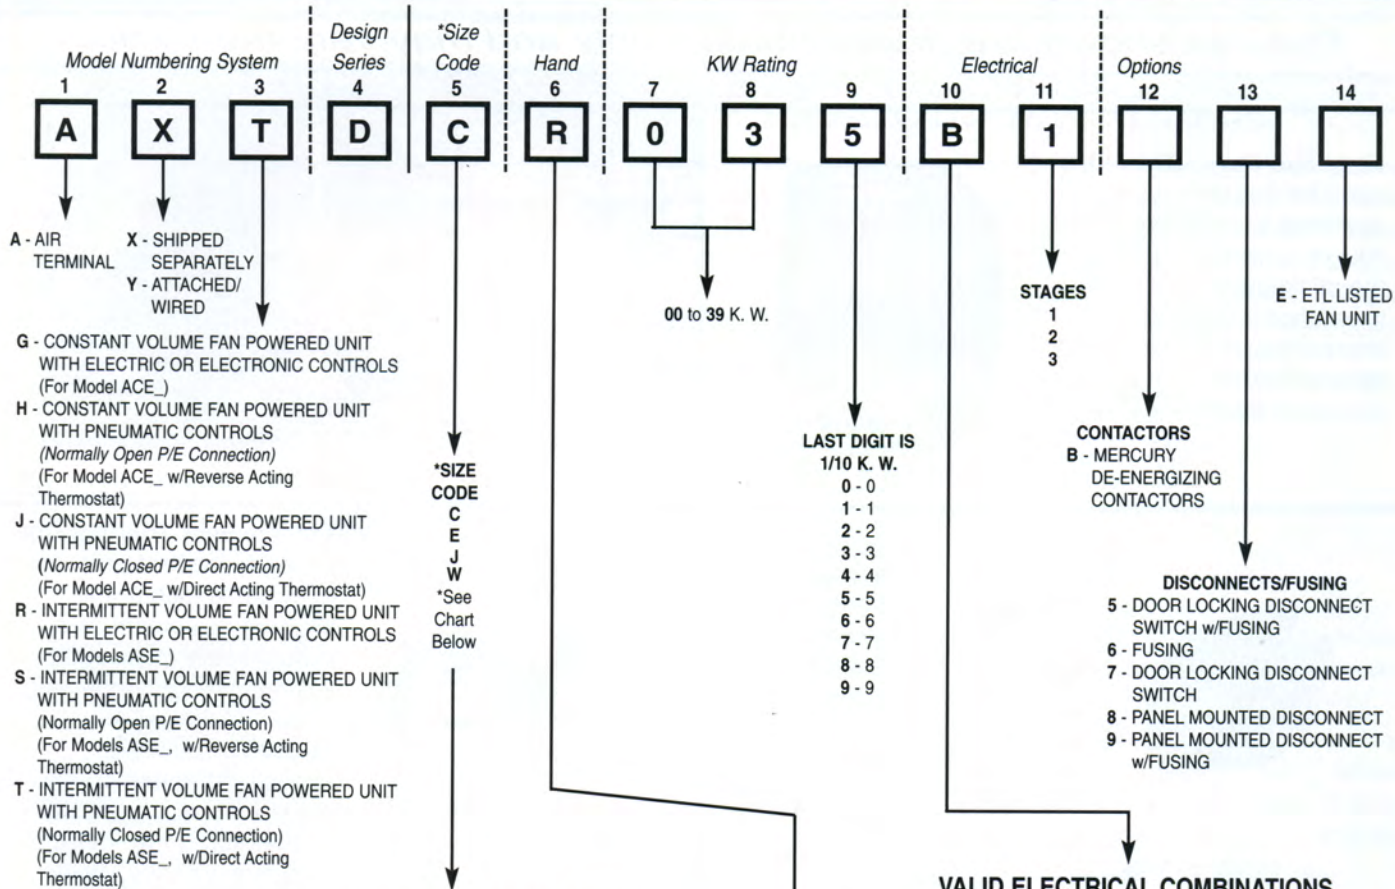 Model Numbering System
Design
Series
*Size
Code
Hand
KW Rating
Electrical
Options
1 2 3 4 5 6 7 8 9 10 11 12 13 14
A X T D C R 0 3 5 B 1
A - AIR
TERMINAL
X - SHIPPED
SEPARATELY
Y - ATTACHED/
WIRED
G - CONSTANT VOLUME FAN POWERED UNIT
WITH ELECTRIC OR ELECTRONIC CONTROLS
(For Model ACE_)
H - CONSTANT VOLUME FAN POWERED UNIT
WITH PNEUMATIC CONTROLS
(Normally Open P/E Connection)
(For Model ACE_ w/Reverse Acting
Thermostat)
J - CONSTANT VOLUME FAN POWERED UNIT
WITH PNEUMATIC CONTROLS
(Normally Closed P/E Connection)
(For Model ACE_ w/Direct Acting Thermostat)
R - INTERMITTENT VOLUME FAN POWERED UNIT
WITH ELECTRIC OR ELECTRONIC CONTROLS
(For Models ASE_)
S - INTERMITTENT VOLUME FAN POWERED UNIT
WITH PNEUMATIC CONTROLS
(Normally Open P/E Connection)
(For Models ASE_, w/Reverse Acting
Thermostat)
T - INTERMITTENT VOLUME FAN POWERED UNIT
WITH PNEUMATIC CONTROLS
(Normally Closed P/E Connection)
(For Models ASE_, w/Direct Acting
Thermostat)
*SIZE
CODE
C
E
J
W
*See
Chart
Below
00 to 39 K. W.
LAST DIGIT IS
1/10 K. W.
0 - 0
1 - 1
2 - 2
3 - 3
4 - 4
5 - 5
6 - 6
7 - 7
8 - 8
9 - 9
STAGES
1
2
3
CONTACTORS
B - MERCURY
DE-ENERGIZING
CONTACTORS
E - ETL LISTED
FAN UNIT
DISCONNECTS/FUSING
5 - DOOR LOCKING DISCONNECT
SWITCH w/FUSING
6 - FUSING
7 - DOOR LOCKING DISCONNECT
SWITCH
8 - PANEL MOUNTED DISCONNECT
9 - PANEL MOUNTED DISCONNECT
w/FUSING
VALID ELECTRICAL COMBINATIONS